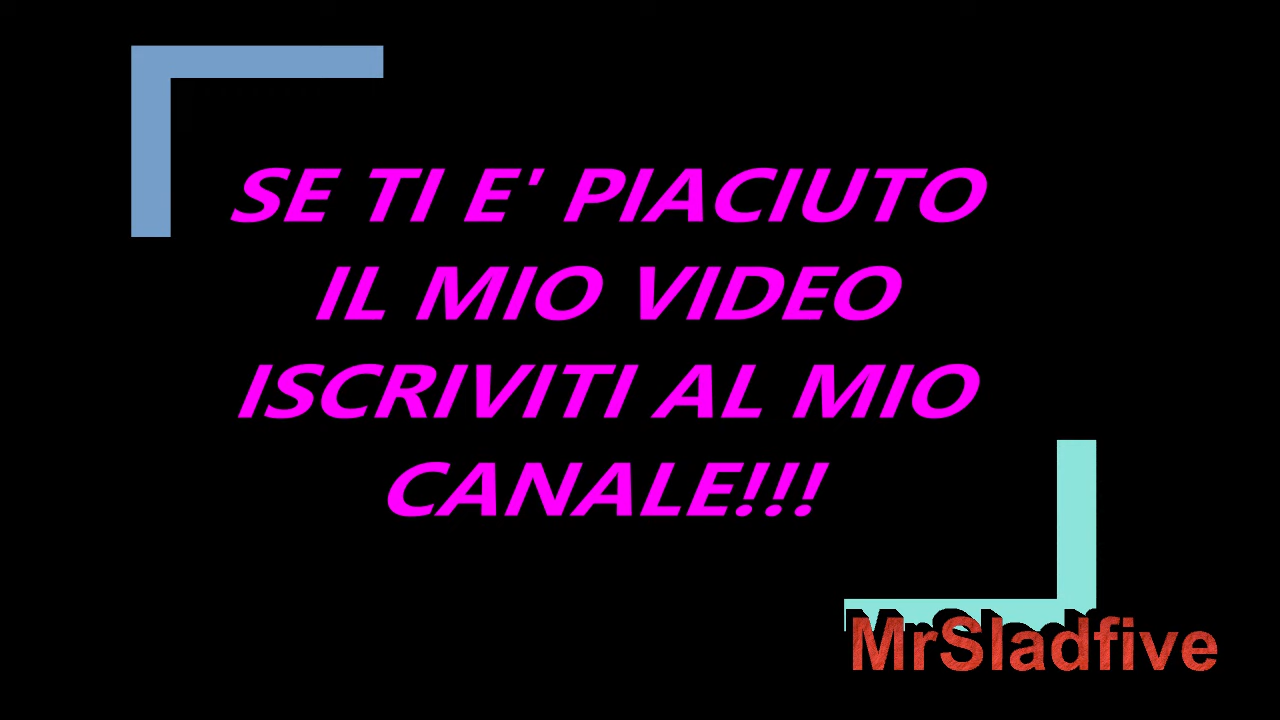 SE TI E' PIACIUTO
IL MIO VIDEO
ISCRIVITI AL MIO
CANALE!!!
MrSladfive